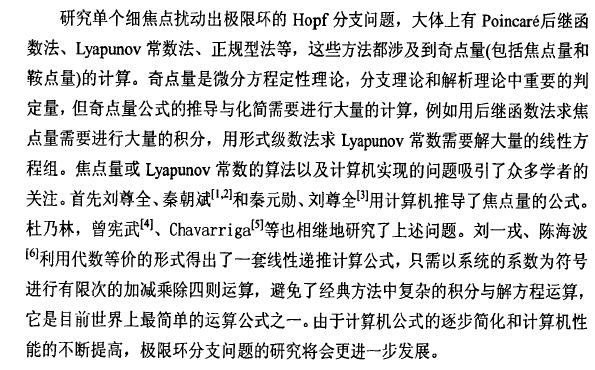 研究单个细焦点扰动出极限环的 Hopf 分支问题，大体上有 Poincaré后继函
数法、Lyapunov 常数法、正规型法等，这些方法都涉及到奇点量(包括焦点量和
鞍点量)的计算。奇点量是微分方程定性理论，分支理论和解析理论中重要的判
定量，但奇点量公式的推导与化简需要进行大量的计算，例如用后继函数法求焦
点量需要进行大量的积分，用形式级数法求 Lyapunov 常数需要解大量的线性方
程组。焦点量或 Lyapunov 常数的算法以及计算机实现的问题吸引了众多学者的
关注。首先刘尊全、秦朝斌[1,2]和秦元勋、刘尊全[3]用计算机推导了焦点量的公式。
杜乃林，曾宪武[4]、Chavarriga[5]等也相继地研究了上述问题。刘一戎、陈海波
[6]利用代数等价的形式得出了一套线性递推计算公式，只需以系统的系数为符号
进行有限次的加减乘除四则运算，避免了经典方法中复杂的积分与解方程运算，
它是目前世界上最简单的运算公式之一。由于计算机公式的逐步简化和计算机性
能的不断提高，极限环分支问题的研究将会更进一步发展。